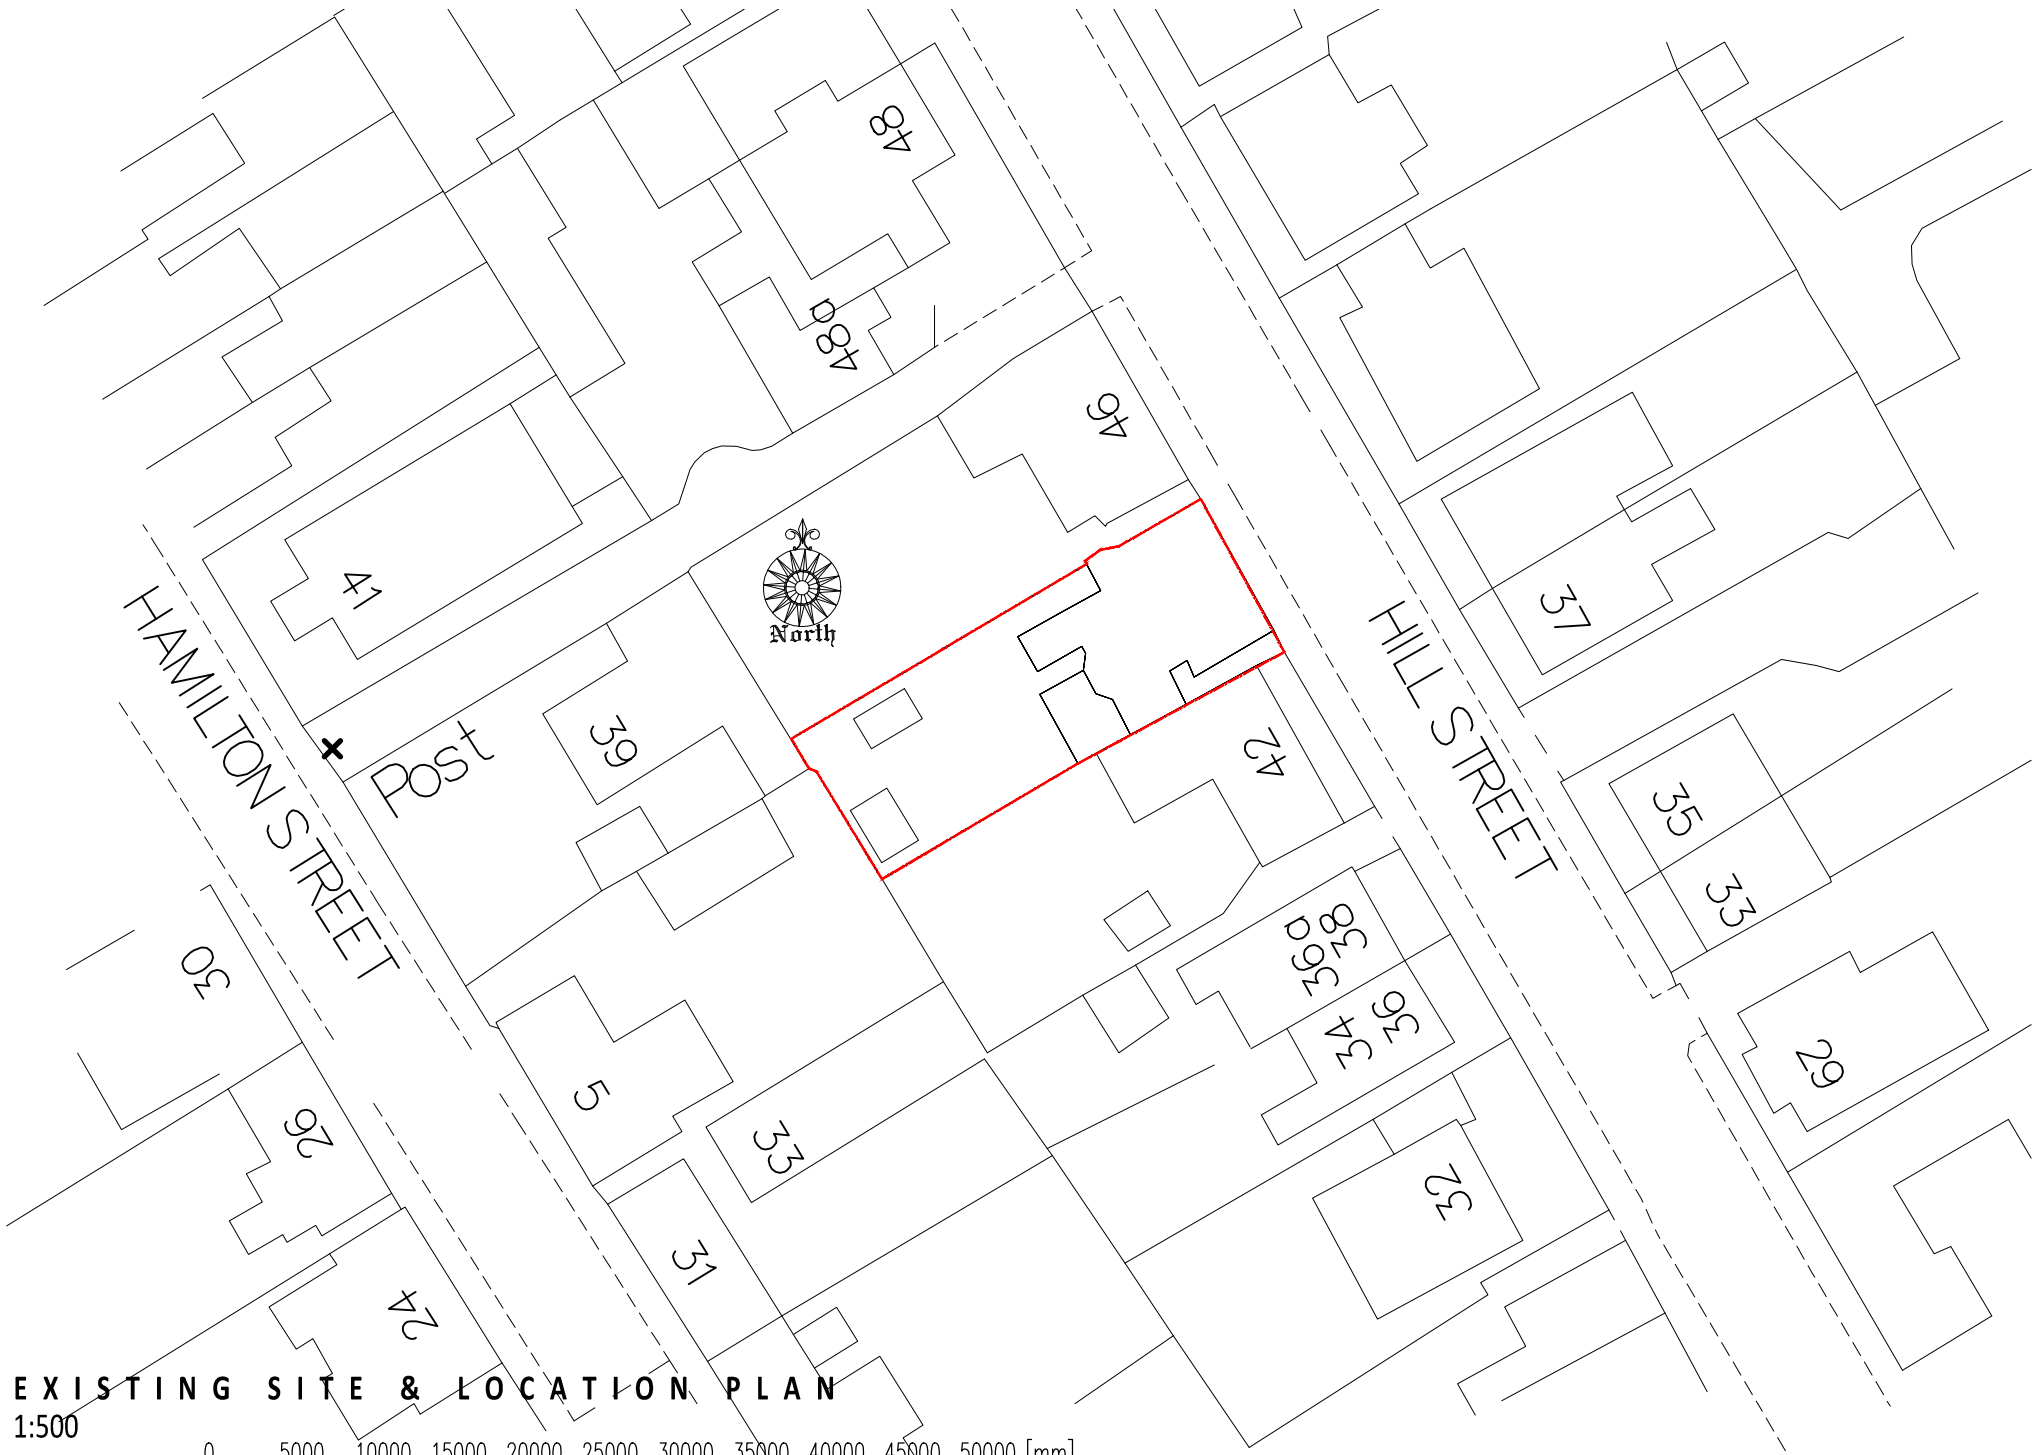 48
48a
46
41
North
HAMILTON STREET
HILL STREET
37
39
Post
42
35
33
38
36a
36
34
30
29
5
26
33
32
31
24
EXISTING SITE & LOCATION PLAN
1:500
0 5000 10000 15000 20000 25000 30000 35000 40000 45000 50000 [mm]